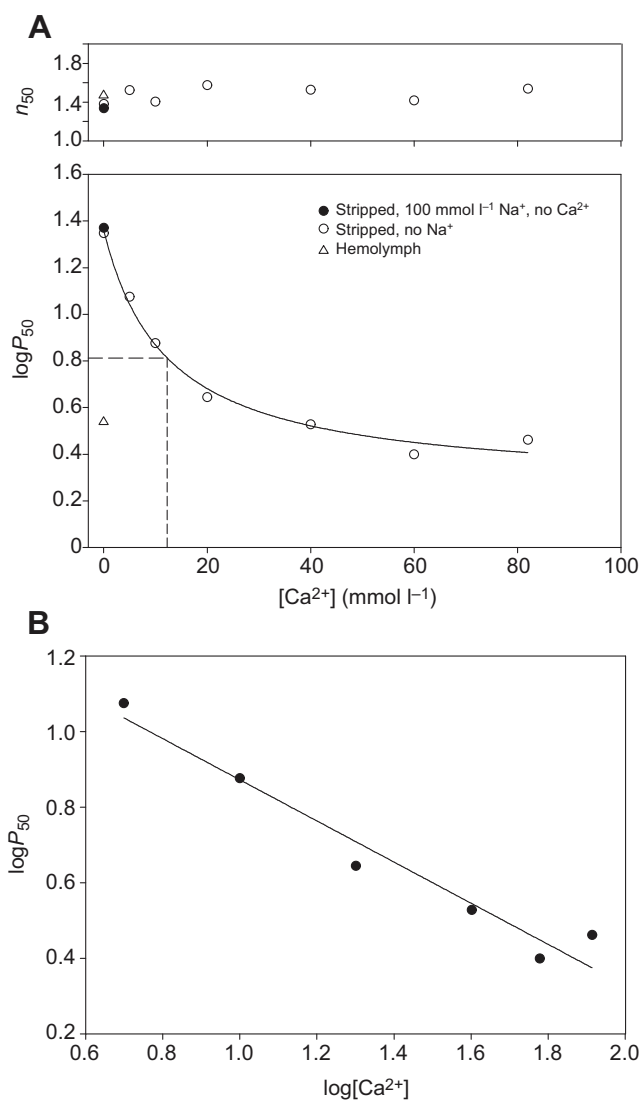 A
1.8
1.4
1.0
n50
1.6
1.4
1.2
1.0
0.8
0.6
0.4
0.2
0
logP50
● Stripped, 100 mmol l–1 Na+, no Ca2+
○ Stripped, no Na+
△ Hemolymph
0 20 40 60 80 100
[Ca2+] (mmol l–1)
B
1.2
1.0
0.8
0.6
0.4
0.2
logP50
0.6 0.8 1.0 1.2 1.4 1.6 1.8 2.0
log[Ca2+]